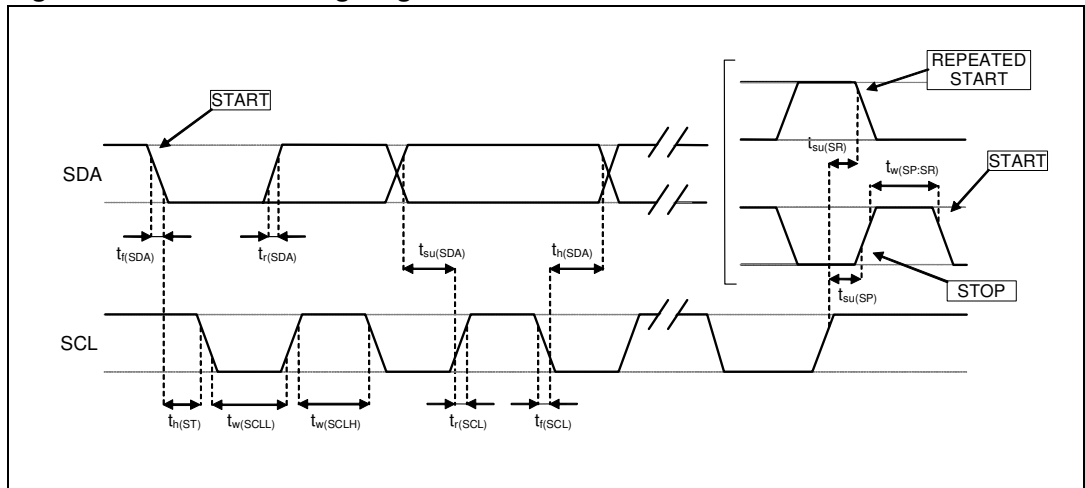 REPEATED
START
START
t_su(SR)
t_w(SP:SR)
START
SDA
t_f(SDA)
t_r(SDA)
t_su(SDA)
t_h(SDA)
t_su(SP)
STOP
SCL
t_h(ST)
t_w(SCLL)
t_w(SCLH)
t_r(SCL)
t_f(SCL)